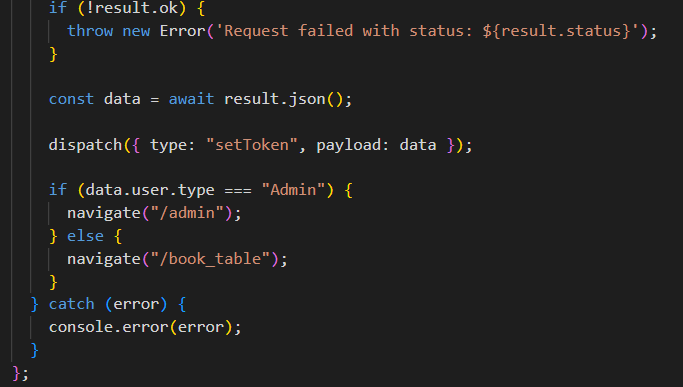 if (!result.ok) {
throw new Error('Request failed with status: ${result.status}');
}
const data = await result.json();
dispatch({ type: "setToken", payload: data });
if (data.user.type === "Admin") {
navigate("/admin");
} else {
navigate("/book_table");
}
} catch (error) {
console.error(error);
}
};